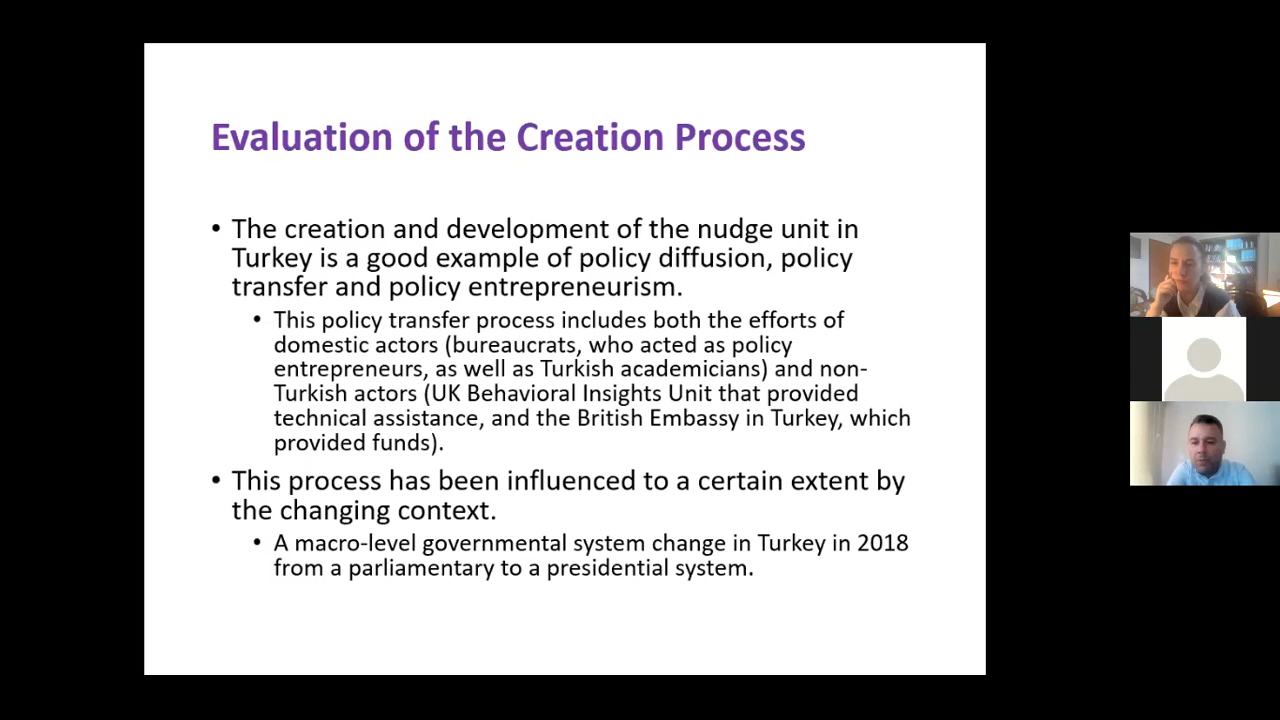 Evaluation of the Creation Process
• The creation and development of the nudge unit in
Turkey is a good example of policy diffusion, policy
transfer and policy entrepreneurism.
• This policy transfer process includes both the efforts of
domestic actors (bureaucrats, who acted as policy
entrepreneurs, as well as Turkish academicians) and non-
Turkish actors (UK Behavioral Insights Unit that provided
technical assistance, and the British Embassy in Turkey, which
provided funds).
• This process has been influenced to a certain extent by
the changing context.
• A macro-level governmental system change in Turkey in 2018
from a parliamentary to a presidential system.